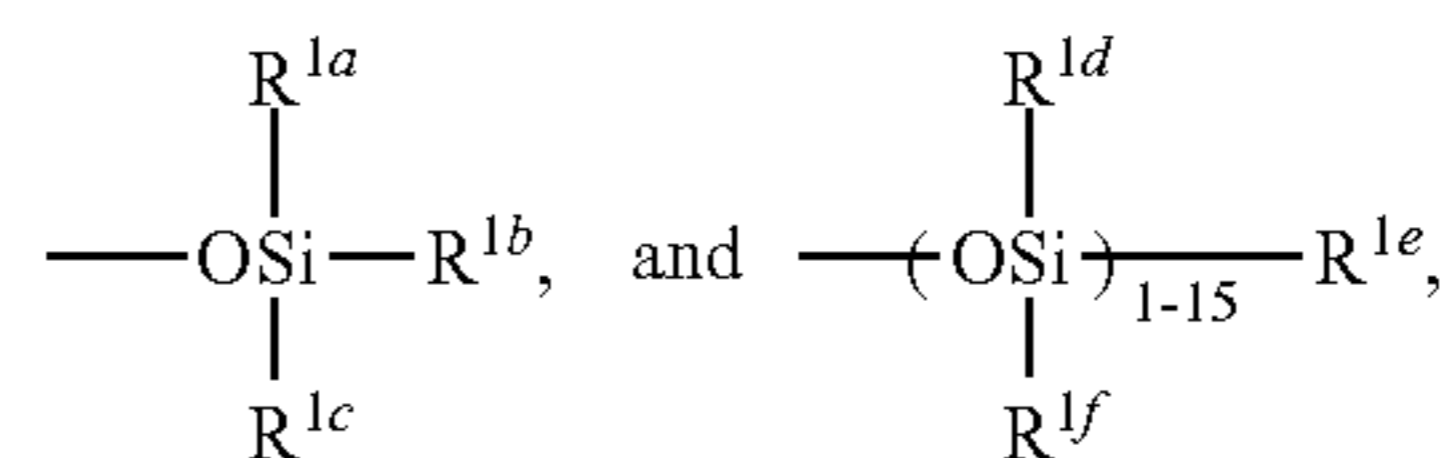 R1a R1d
—OSi—R1b, and —(OSi)1-15—R1e,
R1c R1f